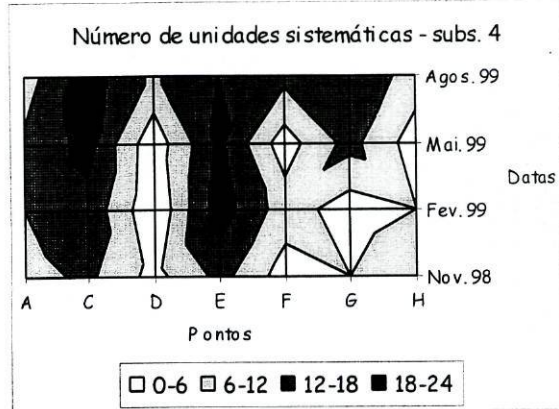 Número de unidades sistemáticas - subs. 4
Agos. 99
Mai. 99
Datas
Fev. 99
Nov. 98
A C D E F G H
Pontos
0-6 6-12 12-18 18-24